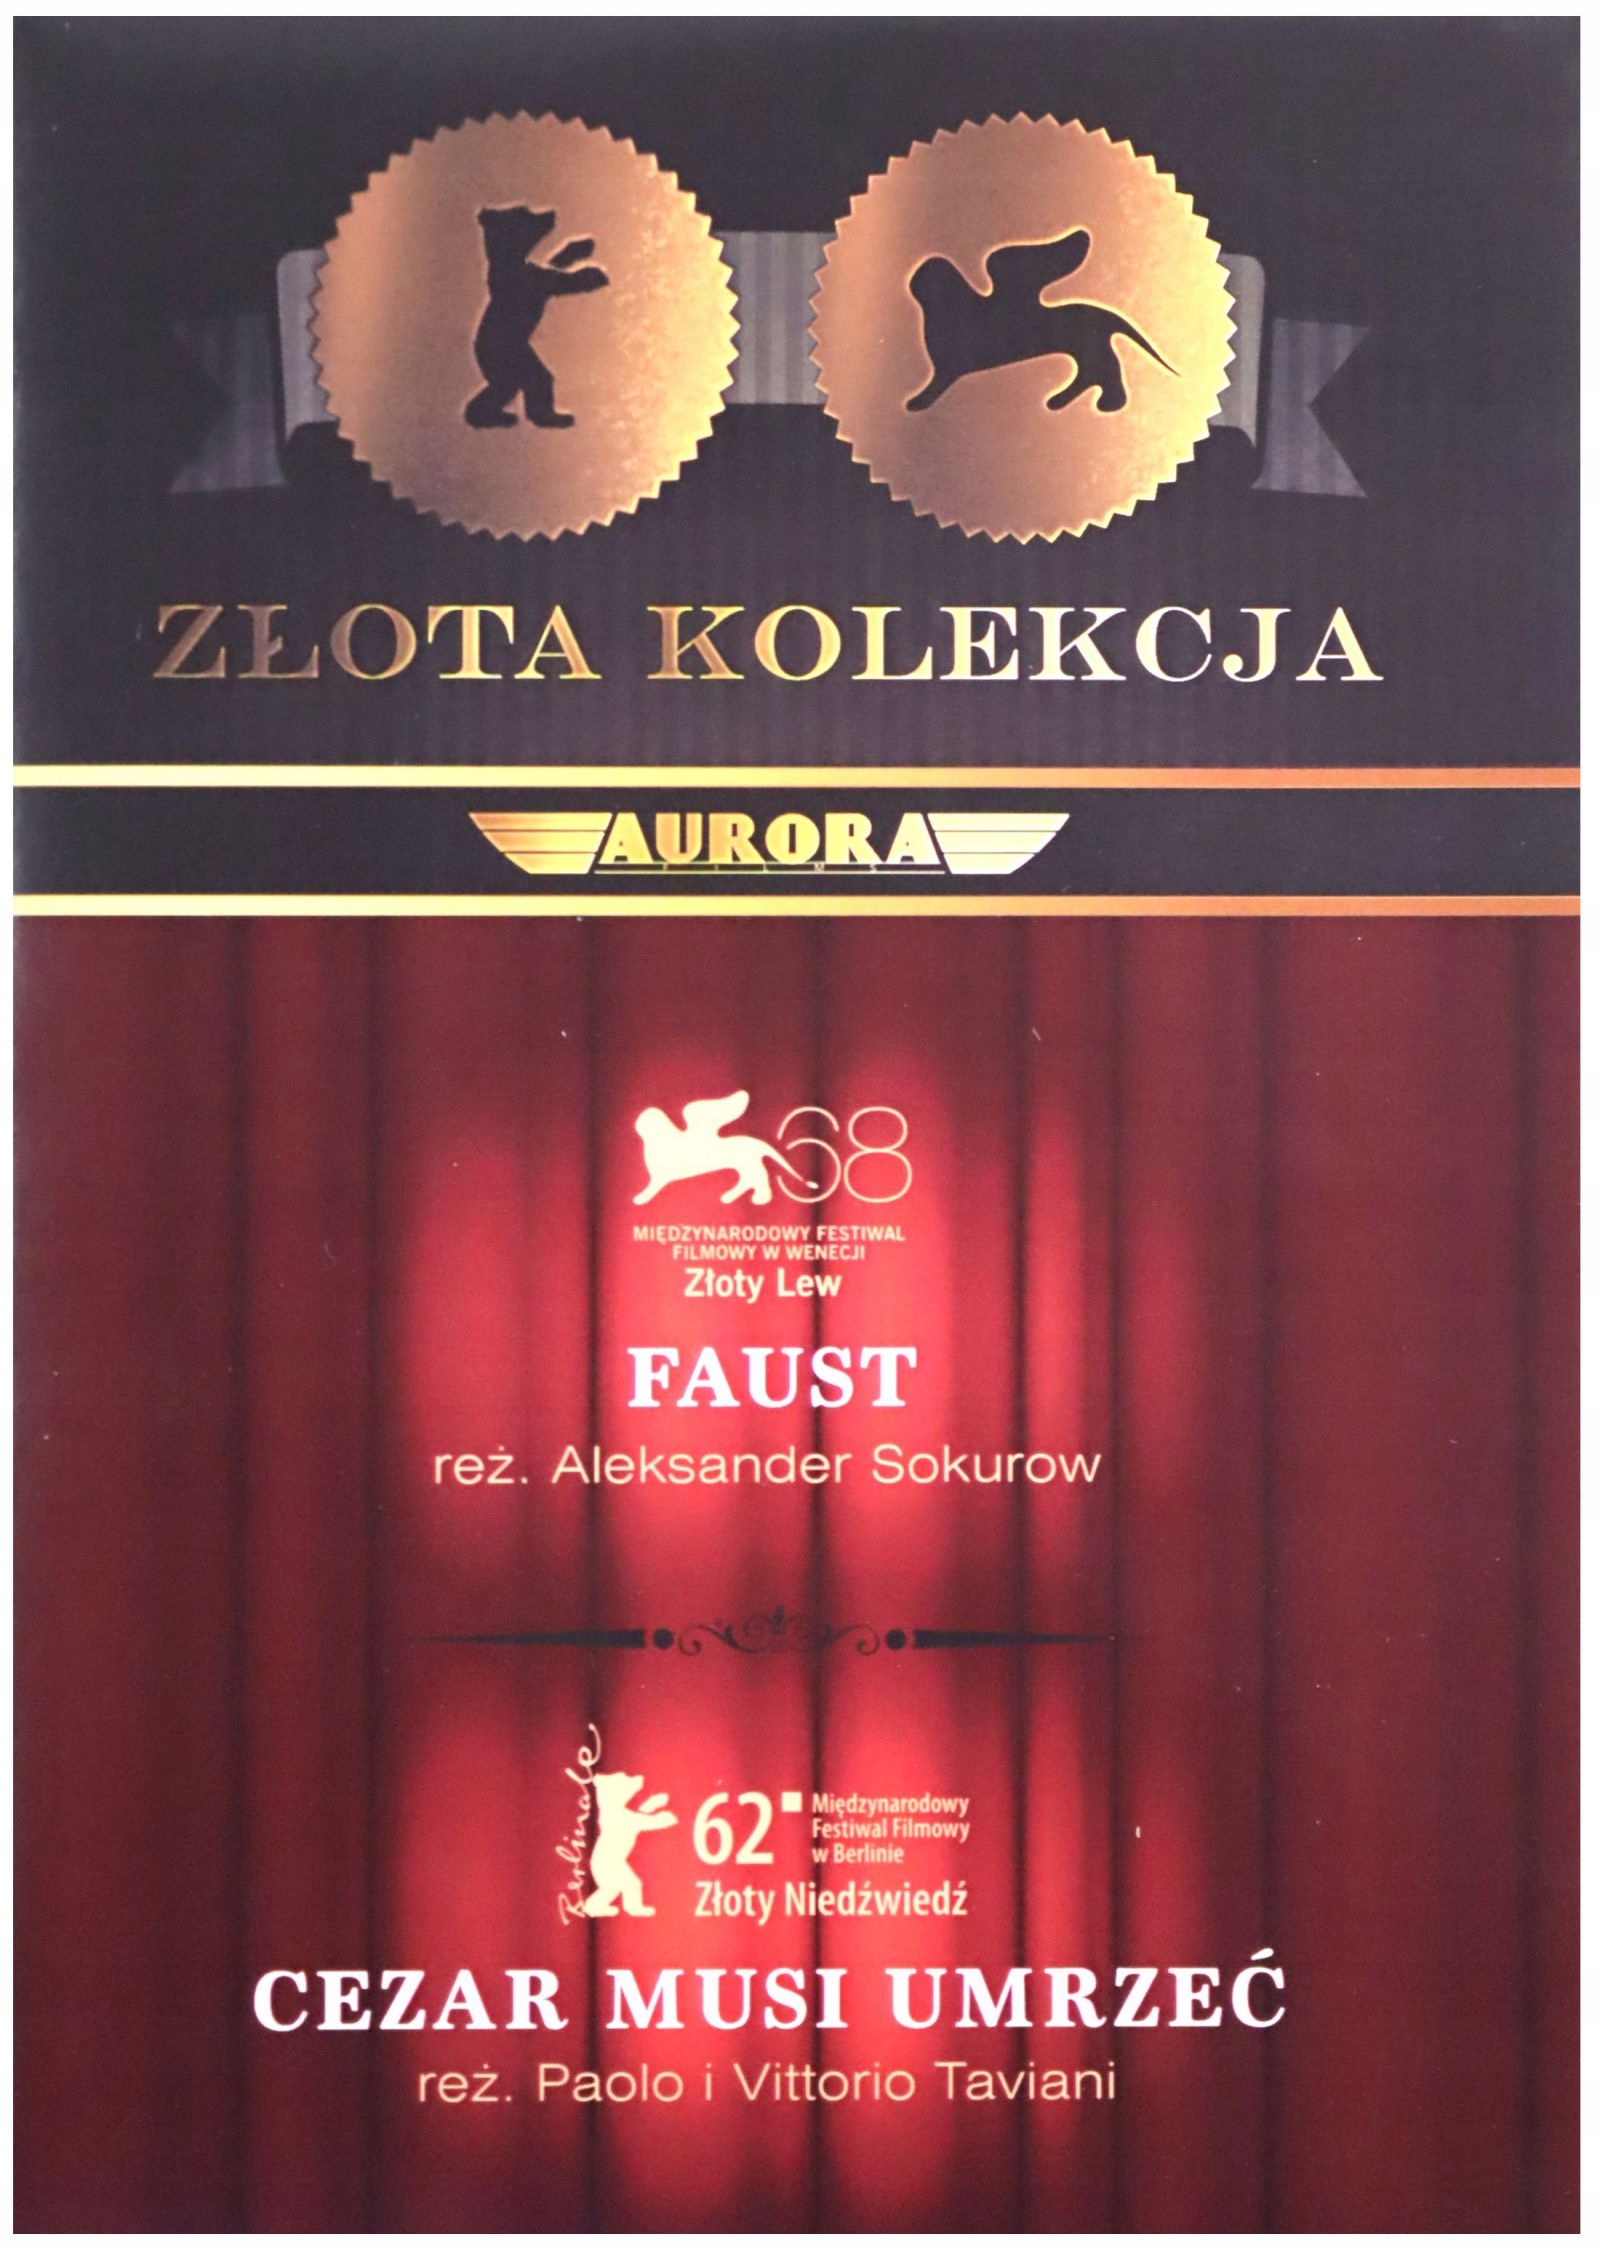 ZŁOTA KOLEKCJA
AURORA
FILMS
68
MIĘDZYNARODOWY FESTIWAL
FILMOWY W WENECJI
Złoty Lew
FAUST
reż. Aleksander Sokurow
Berlinale
62 Międzynarodowy
Festiwal Filmowy
w Berlinie
Złoty Niedźwiedź
CEZAR MUSI UMRZEĆ
reż. Paolo i Vittorio Taviani